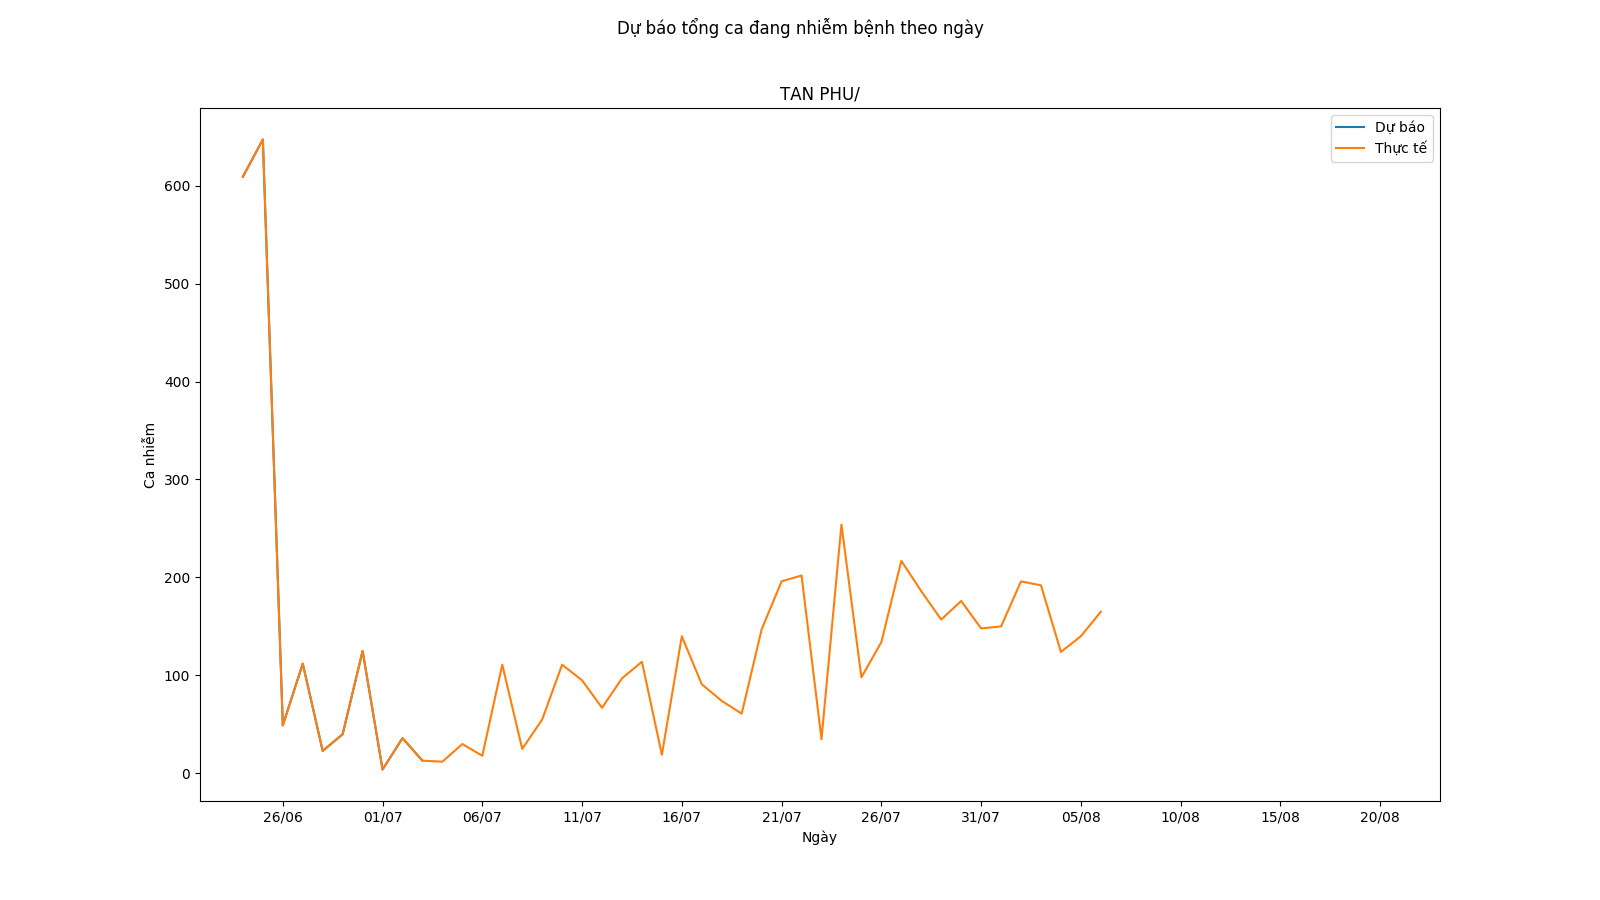 Dự báo tổng ca đang nhiễm bệnh theo ngày
TAN PHU/
Dự báo
Thực tế
600
500
400
300
200
100
0
Ca nhiễm
26/06 01/07 06/07 11/07 16/07 21/07 26/07 31/07 05/08 10/08 15/08 20/08
Ngày